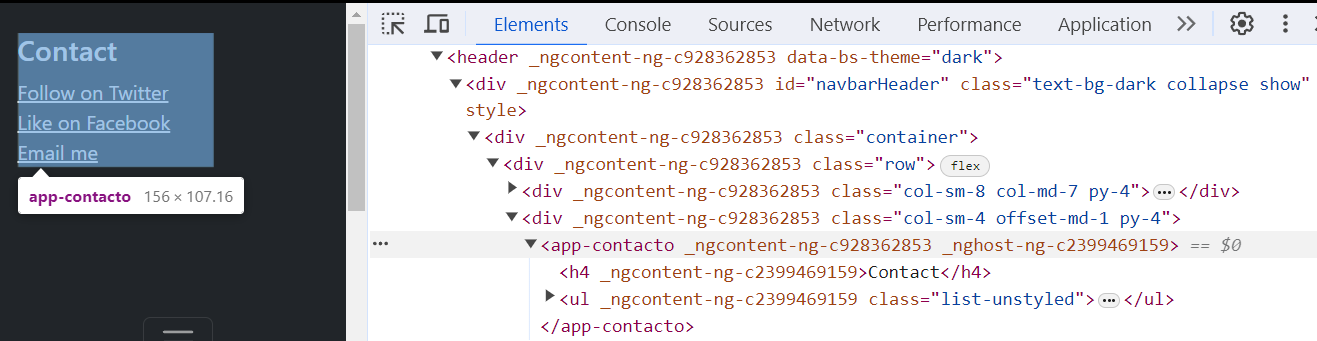 Contact
Follow on Twitter
Like on Facebook
Email me
app-contacto 156 × 107.16
Elements Console Sources Network Performance Application
<header _ngcontent-ng-c928362853 data-bs-theme="dark">
<div _ngcontent-ng-c928362853 id="navbarHeader" class="text-bg-dark collapse show"
style>
<div _ngcontent-ng-c928362853 class="container">
<div _ngcontent-ng-c928362853 class="row"> flex
<div _ngcontent-ng-c928362853 class="col-sm-8 col-md-7 py-4">…</div>
<div _ngcontent-ng-c928362853 class="col-sm-4 offset-md-1 py-4">
<app-contacto _ngcontent-ng-c928362853 _nghost-ng-c2399469159> == $0
<h4 _ngcontent-ng-c2399469159>Contact</h4>
<ul _ngcontent-ng-c2399469159 class="list-unstyled">…</ul>
</app-contacto>